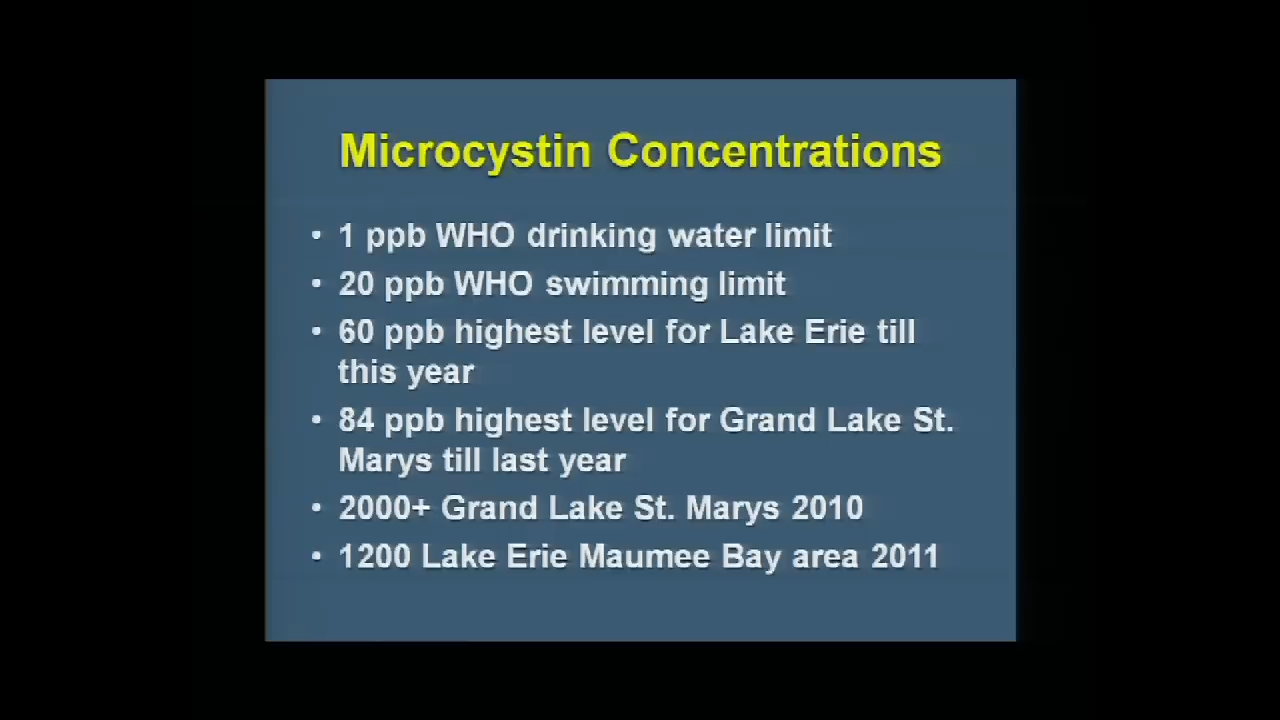 Microcystin Concentrations
• 1 ppb WHO drinking water limit
• 20 ppb WHO swimming limit
• 60 ppb highest level for Lake Erie till
this year
• 84 ppb highest level for Grand Lake St.
Marys till last year
• 2000+ Grand Lake St. Marys 2010
• 1200 Lake Erie Maumee Bay area 2011